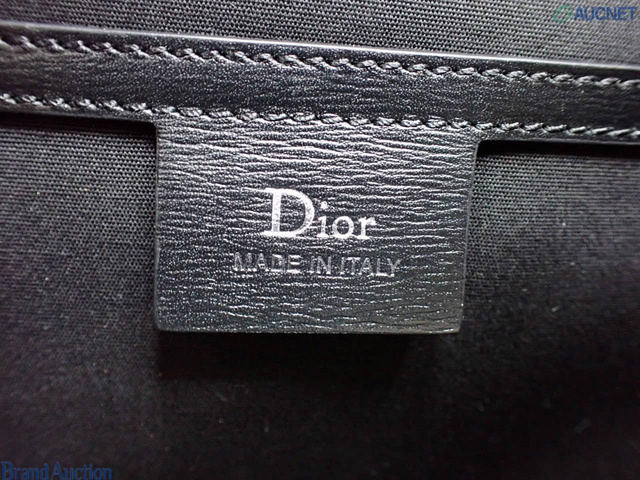 AUCNET
Dior
MADE IN ITALY
Brand Auction